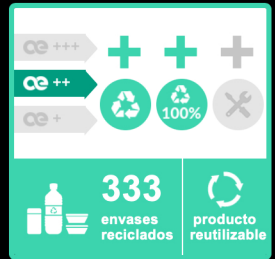 æ +++
æ ++
æ +
100%
333
envases
reciclados
producto
reutilizable